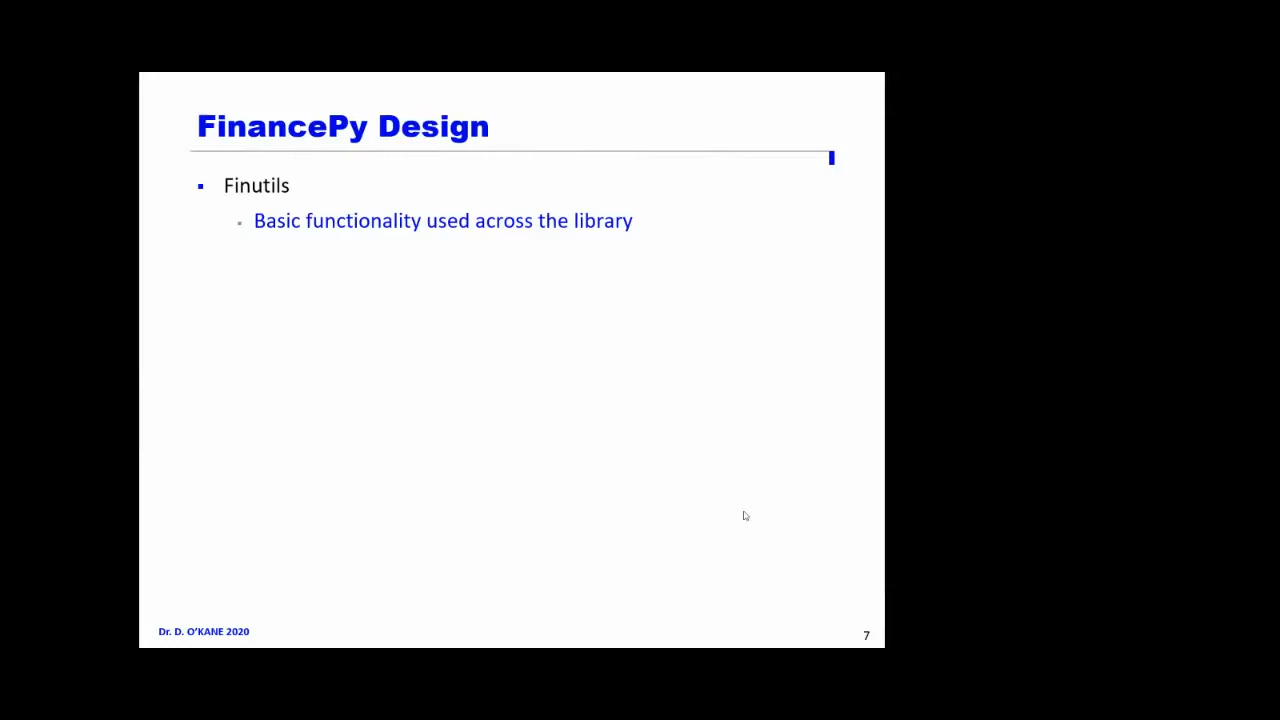 FinancePy Design
Finutils
Basic functionality used across the library
Dr. D. O'KANE 2020
7